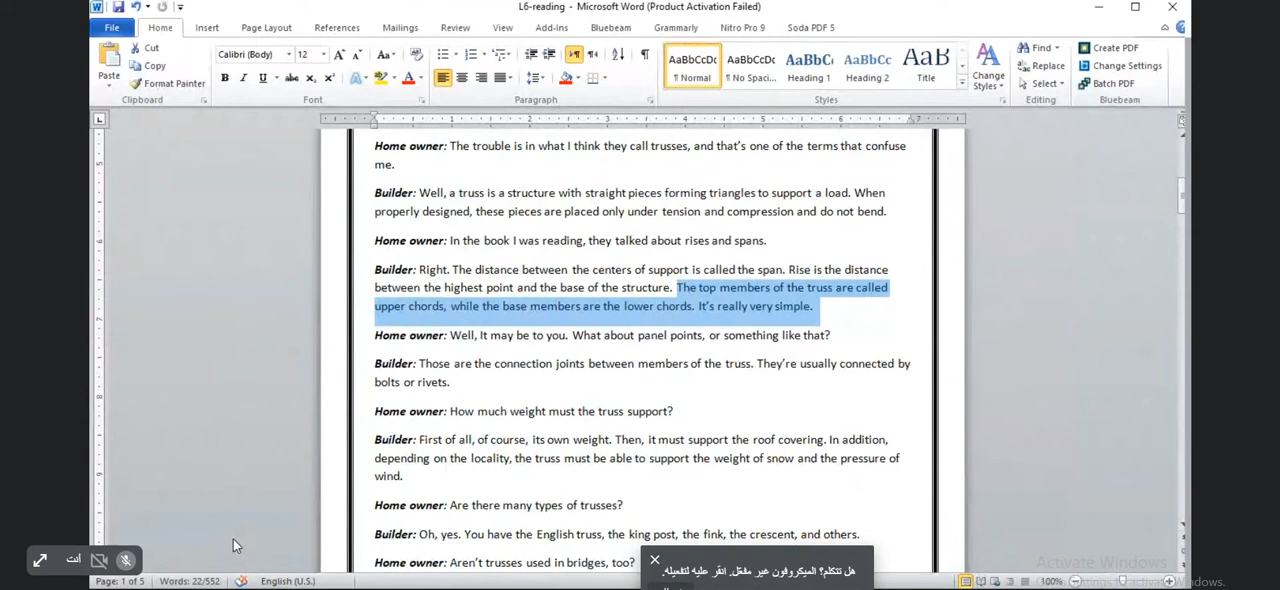 L6-reading - Microsoft Word (Product Activation Failed)
File Home Insert Page Layout References Mailings Review View Add-Ins Bluebeam Grammarly Nitro Pro 9 Soda PDF 5
Paste
Cut
Copy
Format Painter
Clipboard
Calibri (Body) 12
Font
Paragraph
AaBbCcDc AaBbCcDc AaBbCc AaBbCc AaB
¶ Normal ¶ No Spaci... Heading 1 Heading 2 Title
Change
Styles
Styles
Find
Replace
Select
Editing
Create PDF
Change Settings
Batch PDF
Bluebeam
Home owner: The trouble is in what I think they call trusses, and that's one of the terms that confuse
me.
Builder: Well, a truss is a structure with straight pieces forming triangles to support a load. When
properly designed, these pieces are placed only under tension and compression and do not bend.
Home owner: In the book I was reading, they talked about rises and spans.
Builder: Right. The distance between the centers of support is called the span. Rise is the distance
between the highest point and the base of the structure. The top members of the truss are called
upper chords, while the base members are the lower chords. It's really very simple.
Home owner: Well, It may be to you. What about panel points, or something like that?
Builder: Those are the connection joints between members of the truss. They're usually connected by
bolts or rivets.
Home owner: How much weight must the truss support?
Builder: First of all, of course, its own weight. Then, it must support the roof covering. In addition,
depending on the locality, the truss must be able to support the weight of snow and the pressure of
wind.
Home owner: Are there many types of trusses?
Builder: Oh, yes. You have the English truss, the king post, the fink, the crescent, and others.
Home owner: Aren't trusses used in bridges, too?
أنت
هل تتكلم؟ الميكروفون غير مفعّل. انقر عليه لتفعيله.
Activate Windows
Page: 1 of 5 Words: 22/552 English (U.S.) 100%